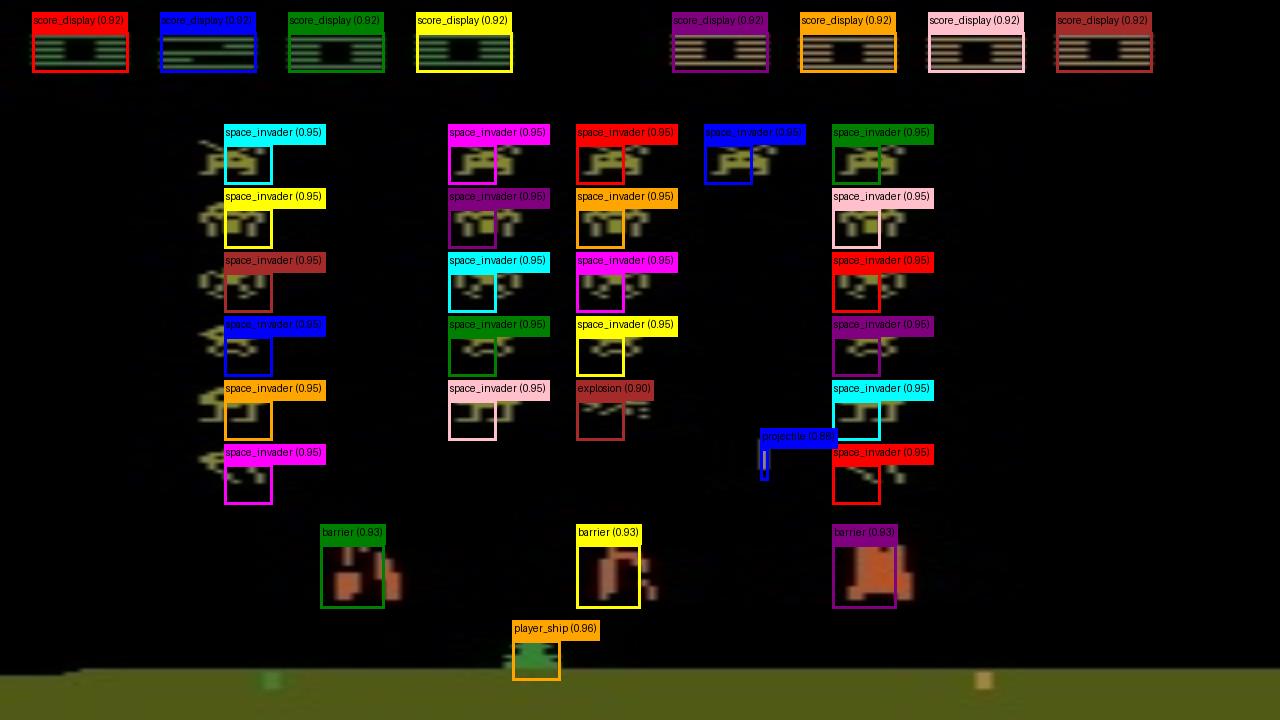 score_display (0.92) score_display (0.92) score_display (0.92) score_display (0.92) score_display (0.92) score_display (0.92) score_display (0.92) score_display (0.92)
space_invader (0.95) space_invader (0.95) space_invader (0.95) space_invader (0.95) space_invader (0.95)
space_invader (0.95) space_invader (0.95) space_invader (0.95) space_invader (0.95)
space_invader (0.95) space_invader (0.95) space_invader (0.95) space_invader (0.95)
space_invader (0.95) space_invader (0.95) space_invader (0.95) space_invader (0.95)
space_invader (0.95) space_invader (0.95) explosion (0.90) space_invader (0.95)
projectile (0.88)
space_invader (0.95) space_invader (0.95)
barrier (0.93) barrier (0.93) barrier (0.93)
player_ship (0.96)